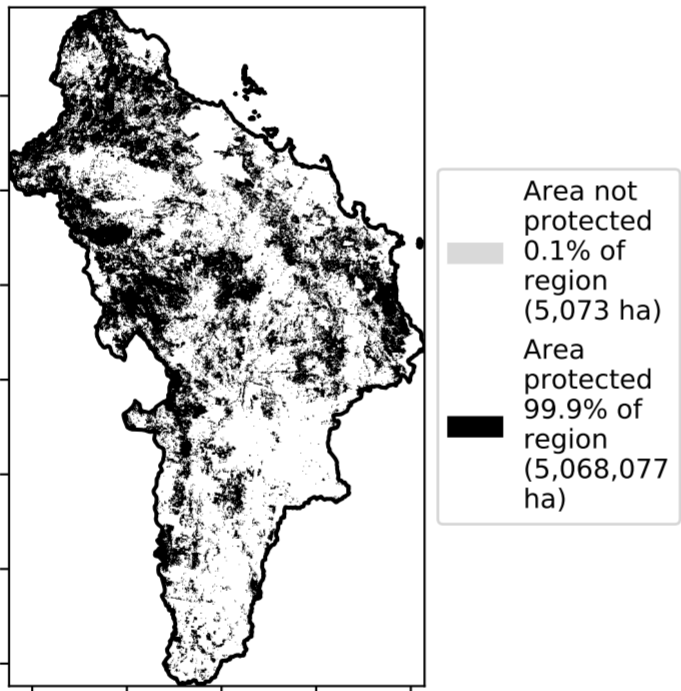 Area not
protected
0.1% of
region
(5,073 ha)
Area
protected
99.9% of
region
(5,068,077
ha)